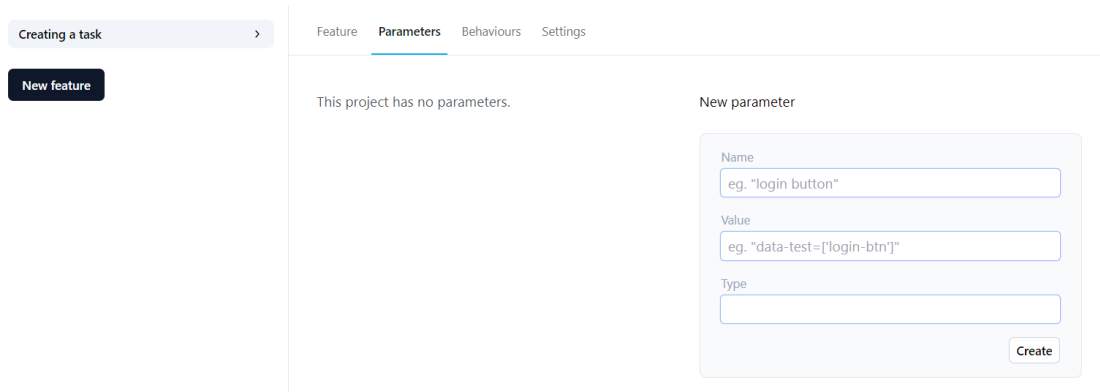 Creating a task
New feature
Feature Parameters Behaviours Settings
This project has no parameters.
New parameter
Name
eg. "login button"
Value
eg. "data-test=['login-btn']"
Type
Create